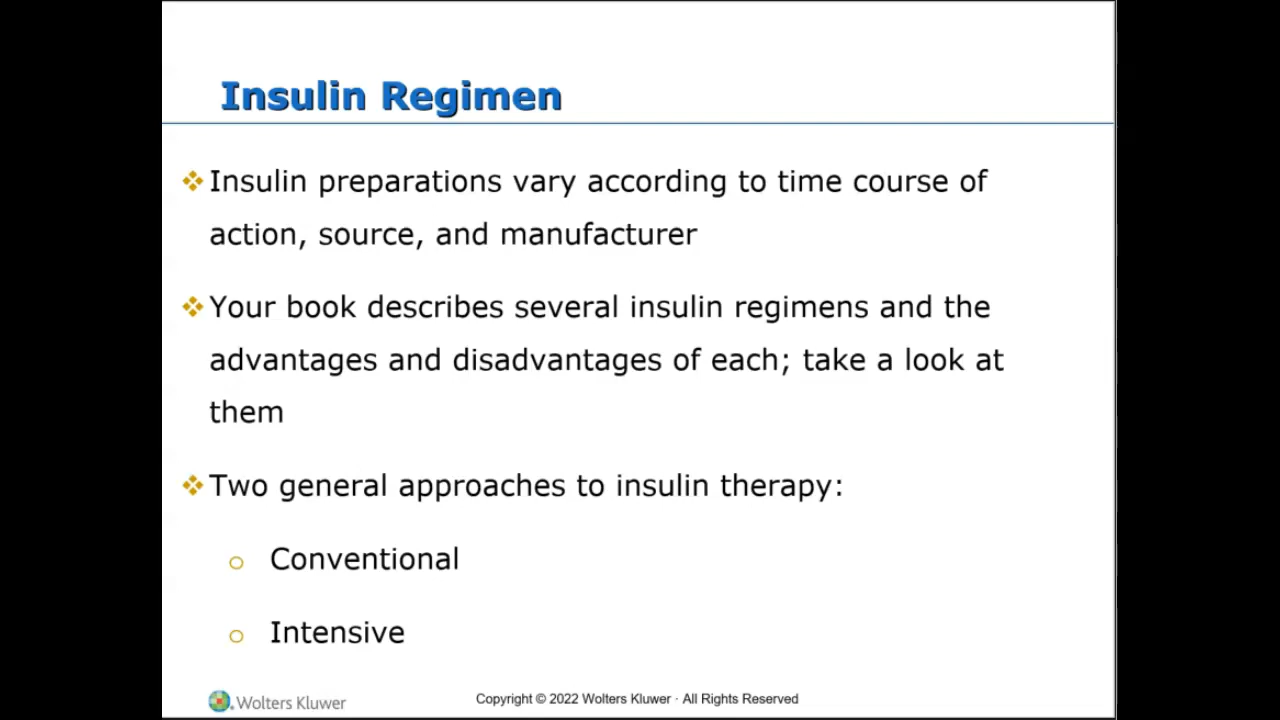 Insulin Regimen
❖Insulin preparations vary according to time course of
action, source, and manufacturer
❖Your book describes several insulin regimens and the
advantages and disadvantages of each; take a look at
them
❖Two general approaches to insulin therapy:
o Conventional
o Intensive
Wolters Kluwer
Copyright © 2022 Wolters Kluwer · All Rights Reserved